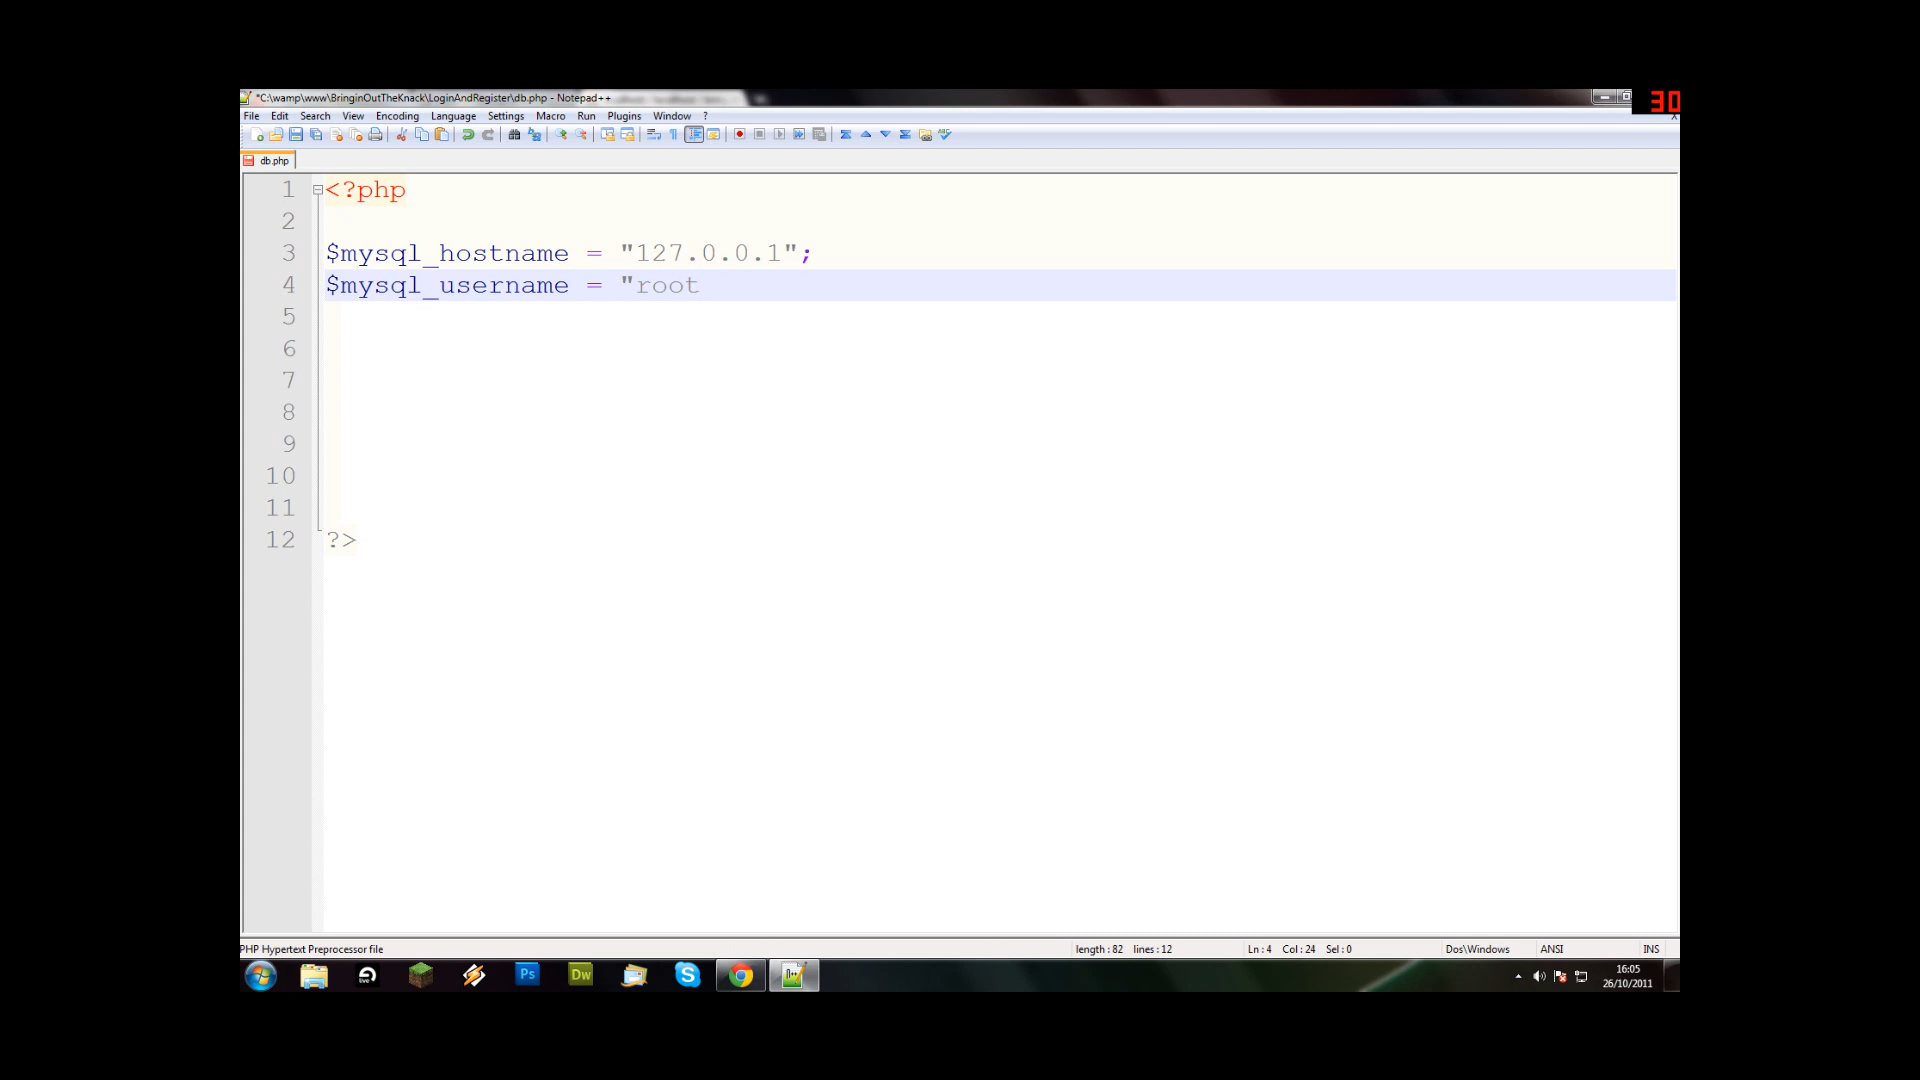 *C:\wamp\www\BringinOutTheKnack\LoginAndRegister\db.php - Notepad++
30
File Edit Search View Encoding Language Settings Macro Run Plugins Window ?
X
db.php
1 <?php
2
3 $mysql_hostname = "127.0.0.1";
4 $mysql_username = "root
5
6
7
8
9
10
11
12 ?>
PHP Hypertext Preprocessor file length : 82 lines : 12 Ln : 4 Col : 24 Sel : 0 Dos\Windows ANSI INS
live Ps Dw S 16:05
26/10/2011